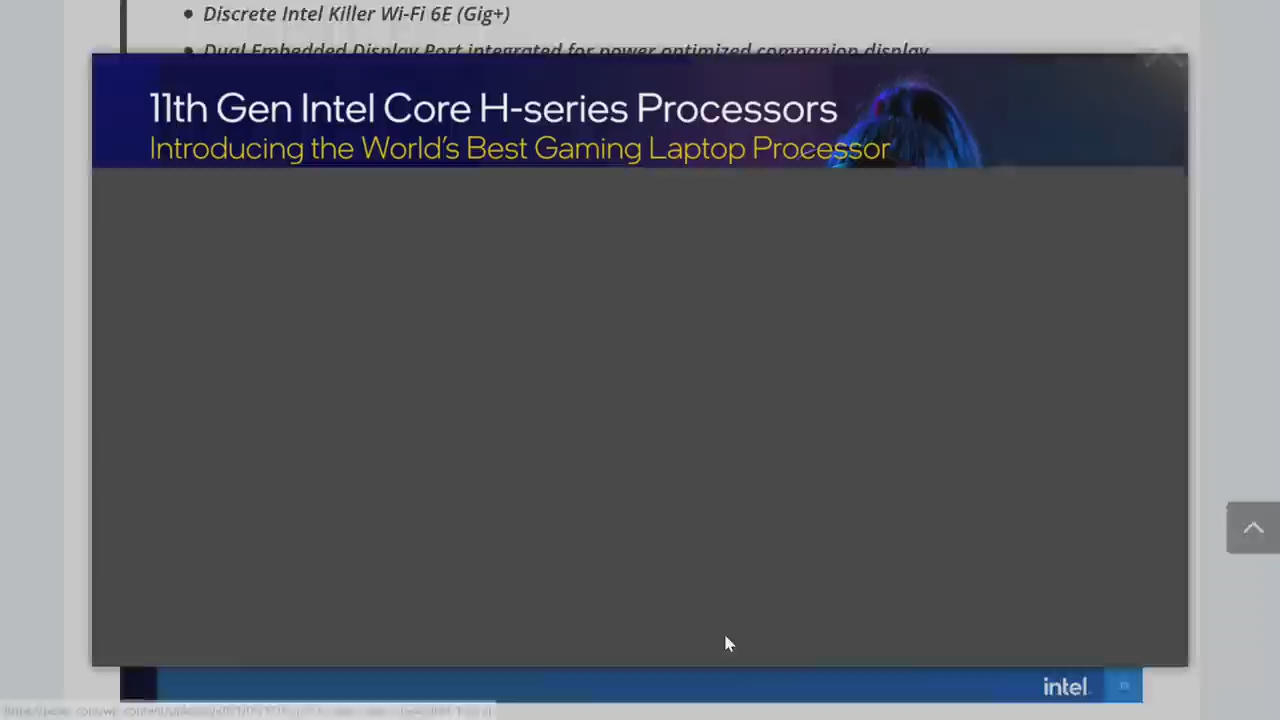 Discrete Intel Killer Wi-Fi 6E (Gig+)
Dual Embedded Display Port integrated for power optimized companion display
11th Gen Intel Core H-series Processors
Introducing the World's Best Gaming Laptop Processor
intel